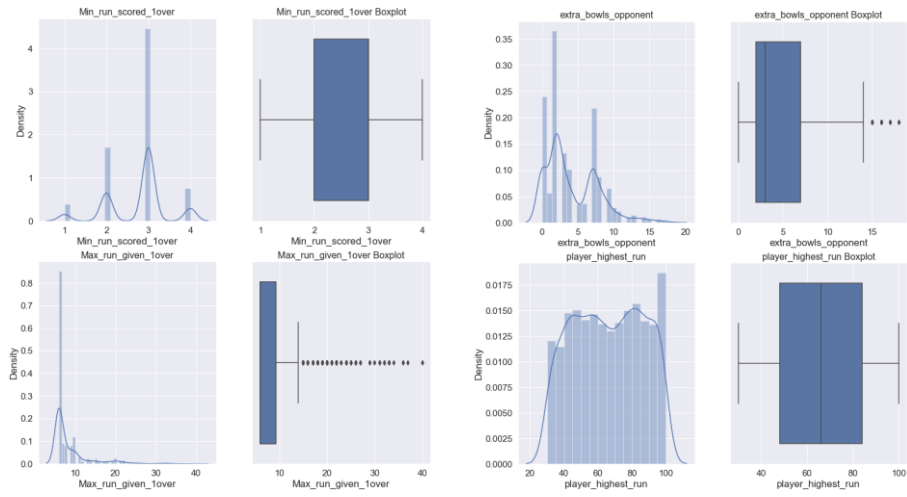 Min_run_scored_1over
Min_run_scored_1over Boxplot
extra_bowls_opponent
extra_bowls_opponent Boxplot
Density
4
3
2
1
0
1 2 3 4
Min_run_scored_1over
1 2 3 4
Min_run_scored_1over
Density
0.35
0.30
0.25
0.20
0.15
0.10
0.05
0.00
0 5 10 15 20
extra_bowls_opponent
0 5 10 15
extra_bowls_opponent
Max_run_given_1over
Max_run_given_1over Boxplot
player_highest_run
player_highest_run Boxplot
Density
0.8
0.7
0.6
0.5
0.4
0.3
0.2
0.1
0.0
10 20 30 40
Max_run_given_1over
10 20 30 40
Max_run_given_1over
Density
0.0175
0.0150
0.0125
0.0100
0.0075
0.0050
0.0025
0.0000
20 40 60 80 100
player_highest_run
40 60 80 100
player_highest_run